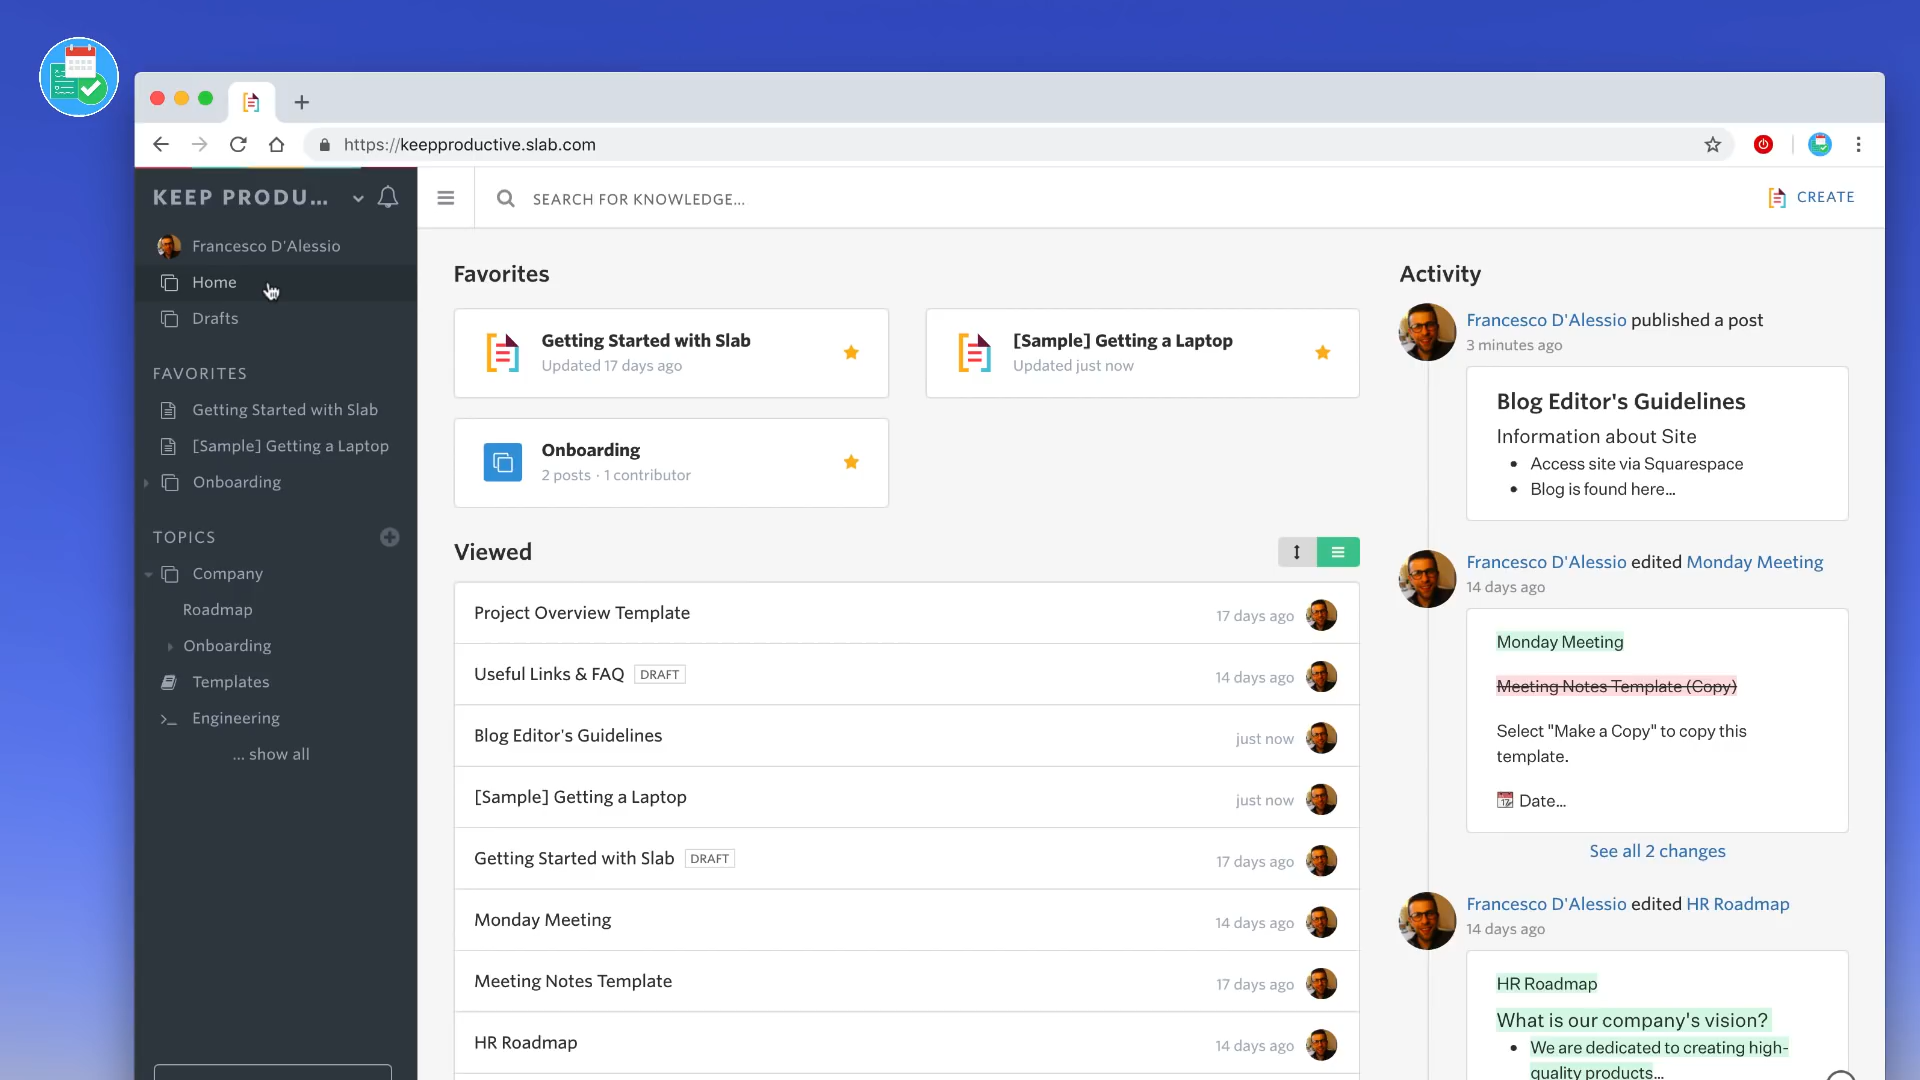 https://keepproductive.slab.com
KEEP PRODU...
Francesco D'Alessio
Home
Drafts
FAVORITES
Getting Started with Slab
[Sample] Getting a Laptop
Onboarding
TOPICS
Company
Roadmap
Onboarding
Templates
Engineering
... show all
SEARCH FOR KNOWLEDGE...
CREATE
Favorites
Getting Started with Slab
Updated 17 days ago
[Sample] Getting a Laptop
Updated just now
Onboarding
2 posts · 1 contributor
Viewed
Project Overview Template
17 days ago
Useful Links & FAQ DRAFT
14 days ago
Blog Editor's Guidelines
just now
[Sample] Getting a Laptop
just now
Getting Started with Slab DRAFT
17 days ago
Monday Meeting
14 days ago
Meeting Notes Template
17 days ago
HR Roadmap
14 days ago
Activity
Francesco D'Alessio published a post
3 minutes ago
Blog Editor's Guidelines
Information about Site
• Access site via Squarespace
• Blog is found here...
Francesco D'Alessio edited Monday Meeting
14 days ago
Monday Meeting
Meeting Notes Template (Copy)
Select "Make a Copy" to copy this
template.
📅 Date...
See all 2 changes
Francesco D'Alessio edited HR Roadmap
14 days ago
HR Roadmap
What is our company's vision?
• We are dedicated to creating high-
quality products...